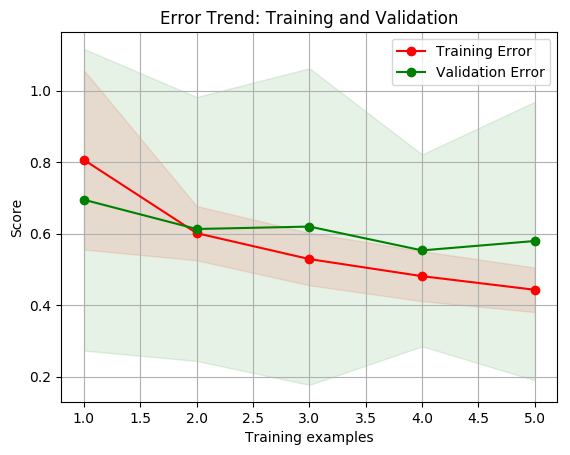 Error Trend: Training and Validation
Training Error
Validation Error
Score
1.0
0.8
0.6
0.4
0.2
1.0 1.5 2.0 2.5 3.0 3.5 4.0 4.5 5.0
Training examples